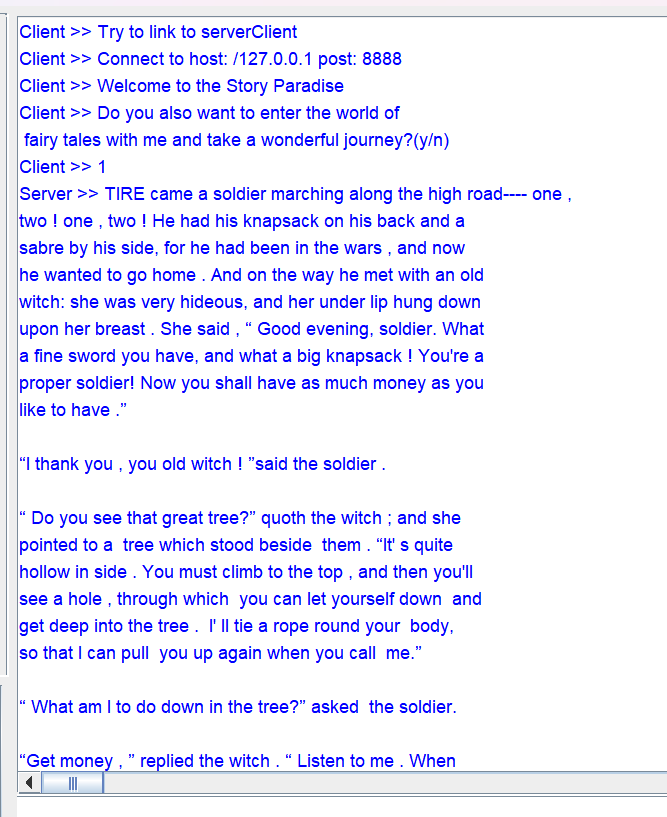 Client >> Try to link to serverClient
Client >> Connect to host: /127.0.0.1 post: 8888
Client >> Welcome to the Story Paradise
Client >> Do you also want to enter the world of
fairy tales with me and take a wonderful journey?(y/n)
Client >> 1
Server >> TIRE came a soldier marching along the high road---- one ,
two ! one , two ! He had his knapsack on his back and a
sabre by his side, for he had been in the wars , and now
he wanted to go home . And on the way he met with an old
witch: she was very hideous, and her under lip hung down
upon her breast . She said , “ Good evening, soldier. What
a fine sword you have, and what a big knapsack ! You're a
proper soldier! Now you shall have as much money as you
like to have .”
“I thank you , you old witch ! ”said the soldier .
“ Do you see that great tree?” quoth the witch ; and she
pointed to a  tree which stood beside  them . “It' s quite
hollow in side . You must climb to the top , and then you'll
see a hole , through which  you can let yourself down  and
get deep into the tree .  I' ll tie a rope round your  body,
so that I can pull  you up again when you call  me.”
“ What am I to do down in the tree?” asked  the soldier.
“Get money , ” replied the witch . “ Listen to me . When